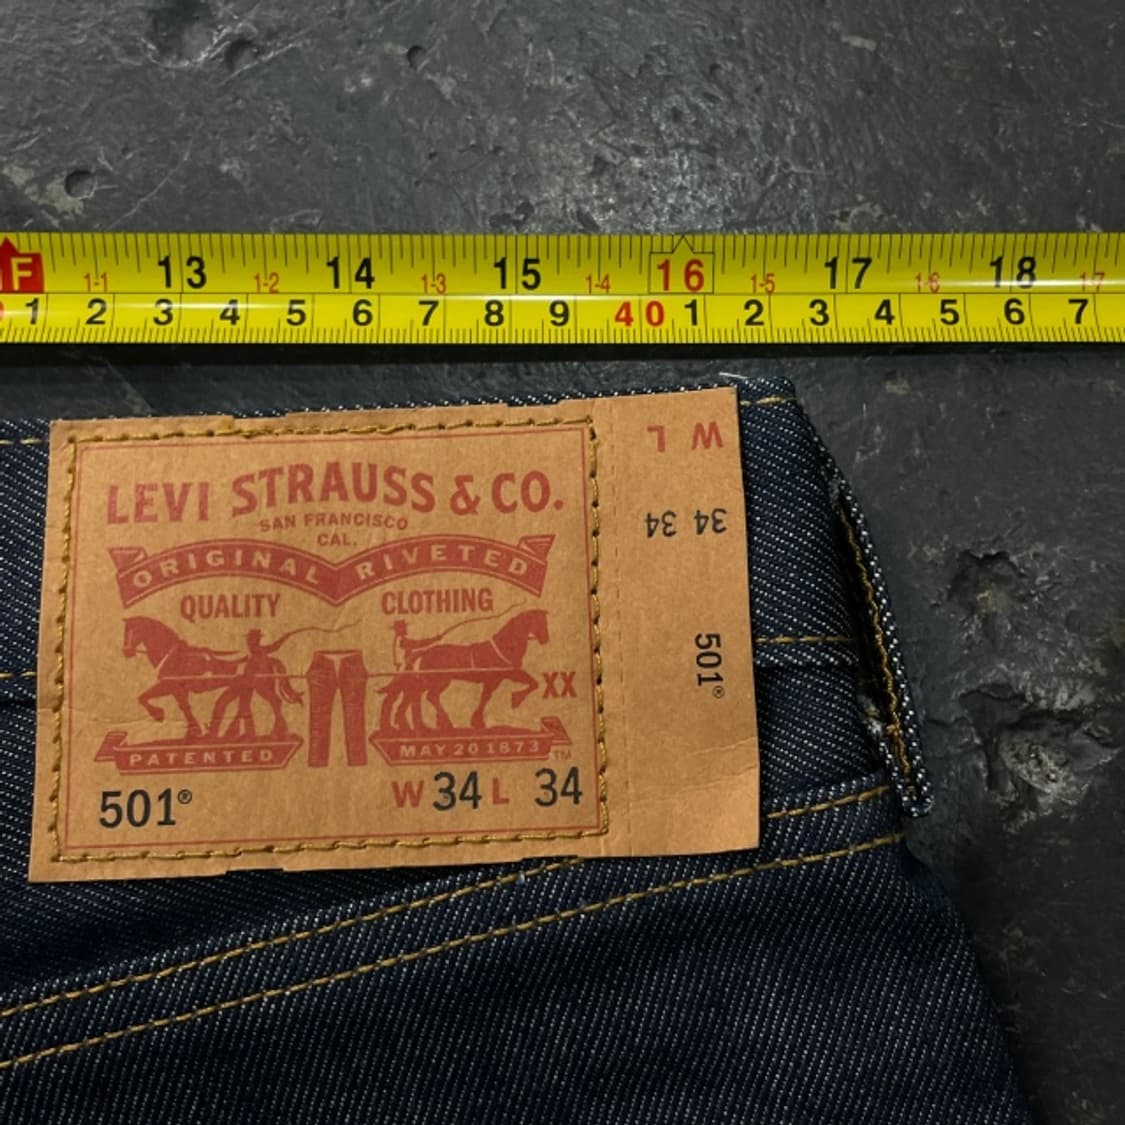 F 1-1 13 1-2 14 1-3 15 1-4 16 1-5 17 1-6 18 1-7
1 2 3 4 5 6 7 8 9 40 1 2 3 4 5 6 7
LEVI STRAUSS & CO.
SAN FRANCISCO
CAL.
ORIGINAL RIVETED
QUALITY CLOTHING
XX
PATENTED MAY 20 1873 ™
501® W 34 L 34
W L
34 34
501®